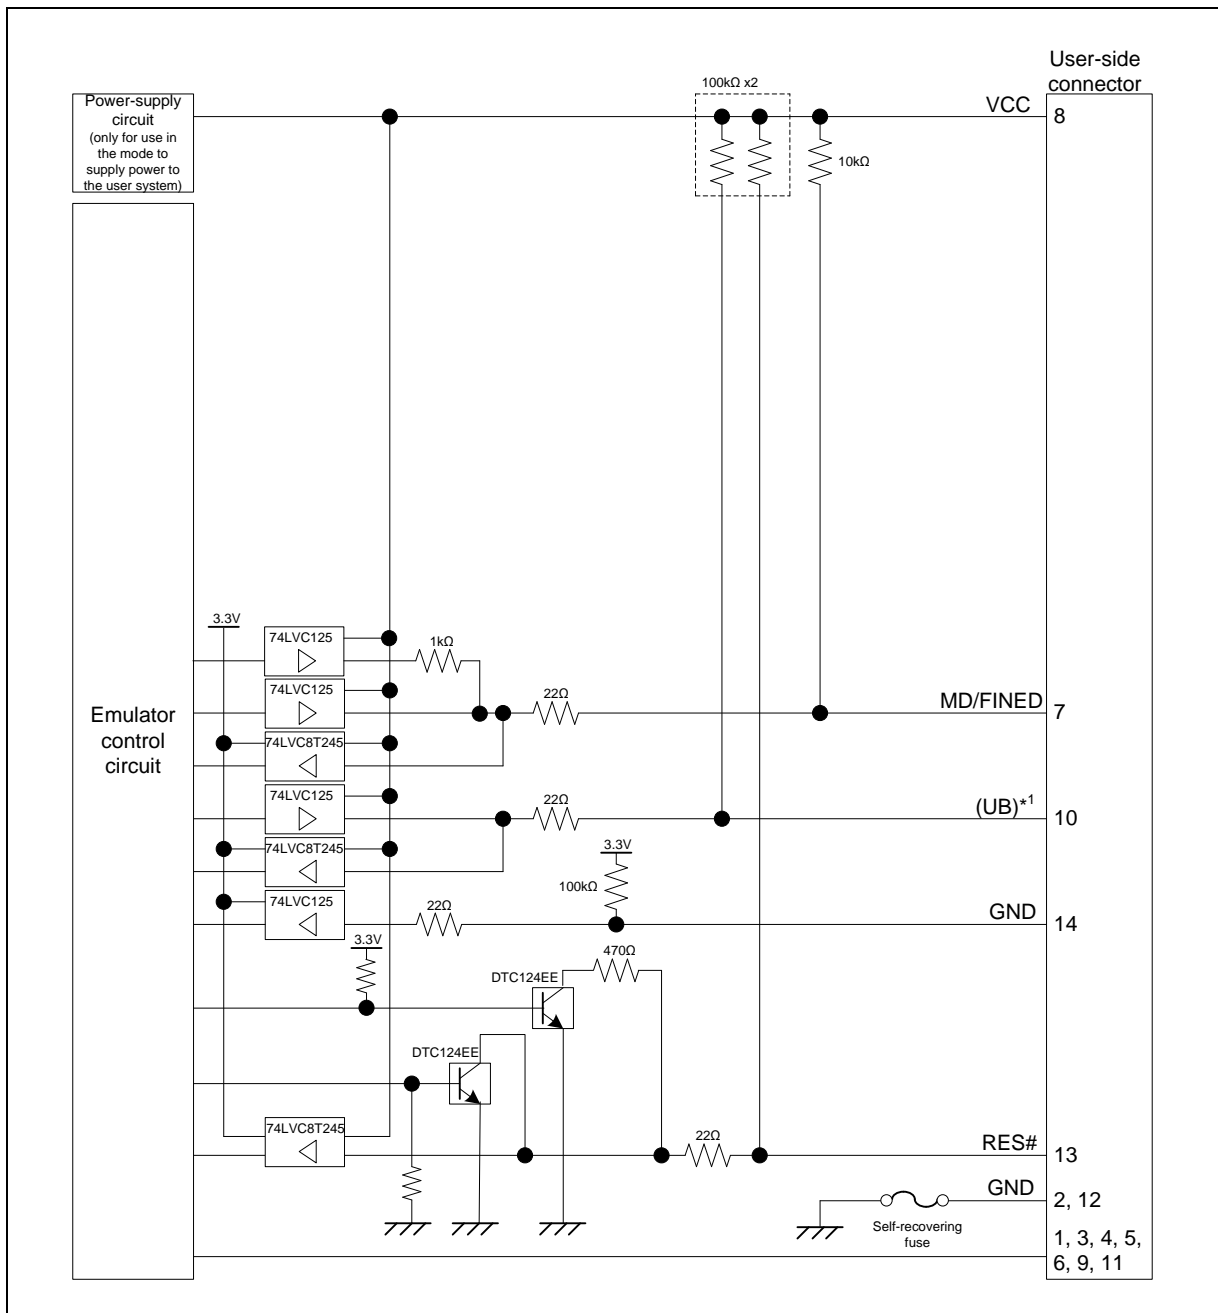 User-side
connector
100kΩ x2
Power-supply
circuit
(only for use in
the mode to
supply power to
the user system)
VCC
8
10kΩ
3.3V
74LVC125
1kΩ
74LVC125
22Ω
MD/FINED
7
Emulator
control
circuit
74LVC8T245
74LVC125
22Ω
(UB)*1
10
74LVC8T245
3.3V
100kΩ
74LVC125
22Ω
GND
14
3.3V
470Ω
DTC124EE
DTC124EE
74LVC8T245
22Ω
RES#
13
GND
2, 12
Self-recovering
fuse
1, 3, 4, 5,
6, 9, 11